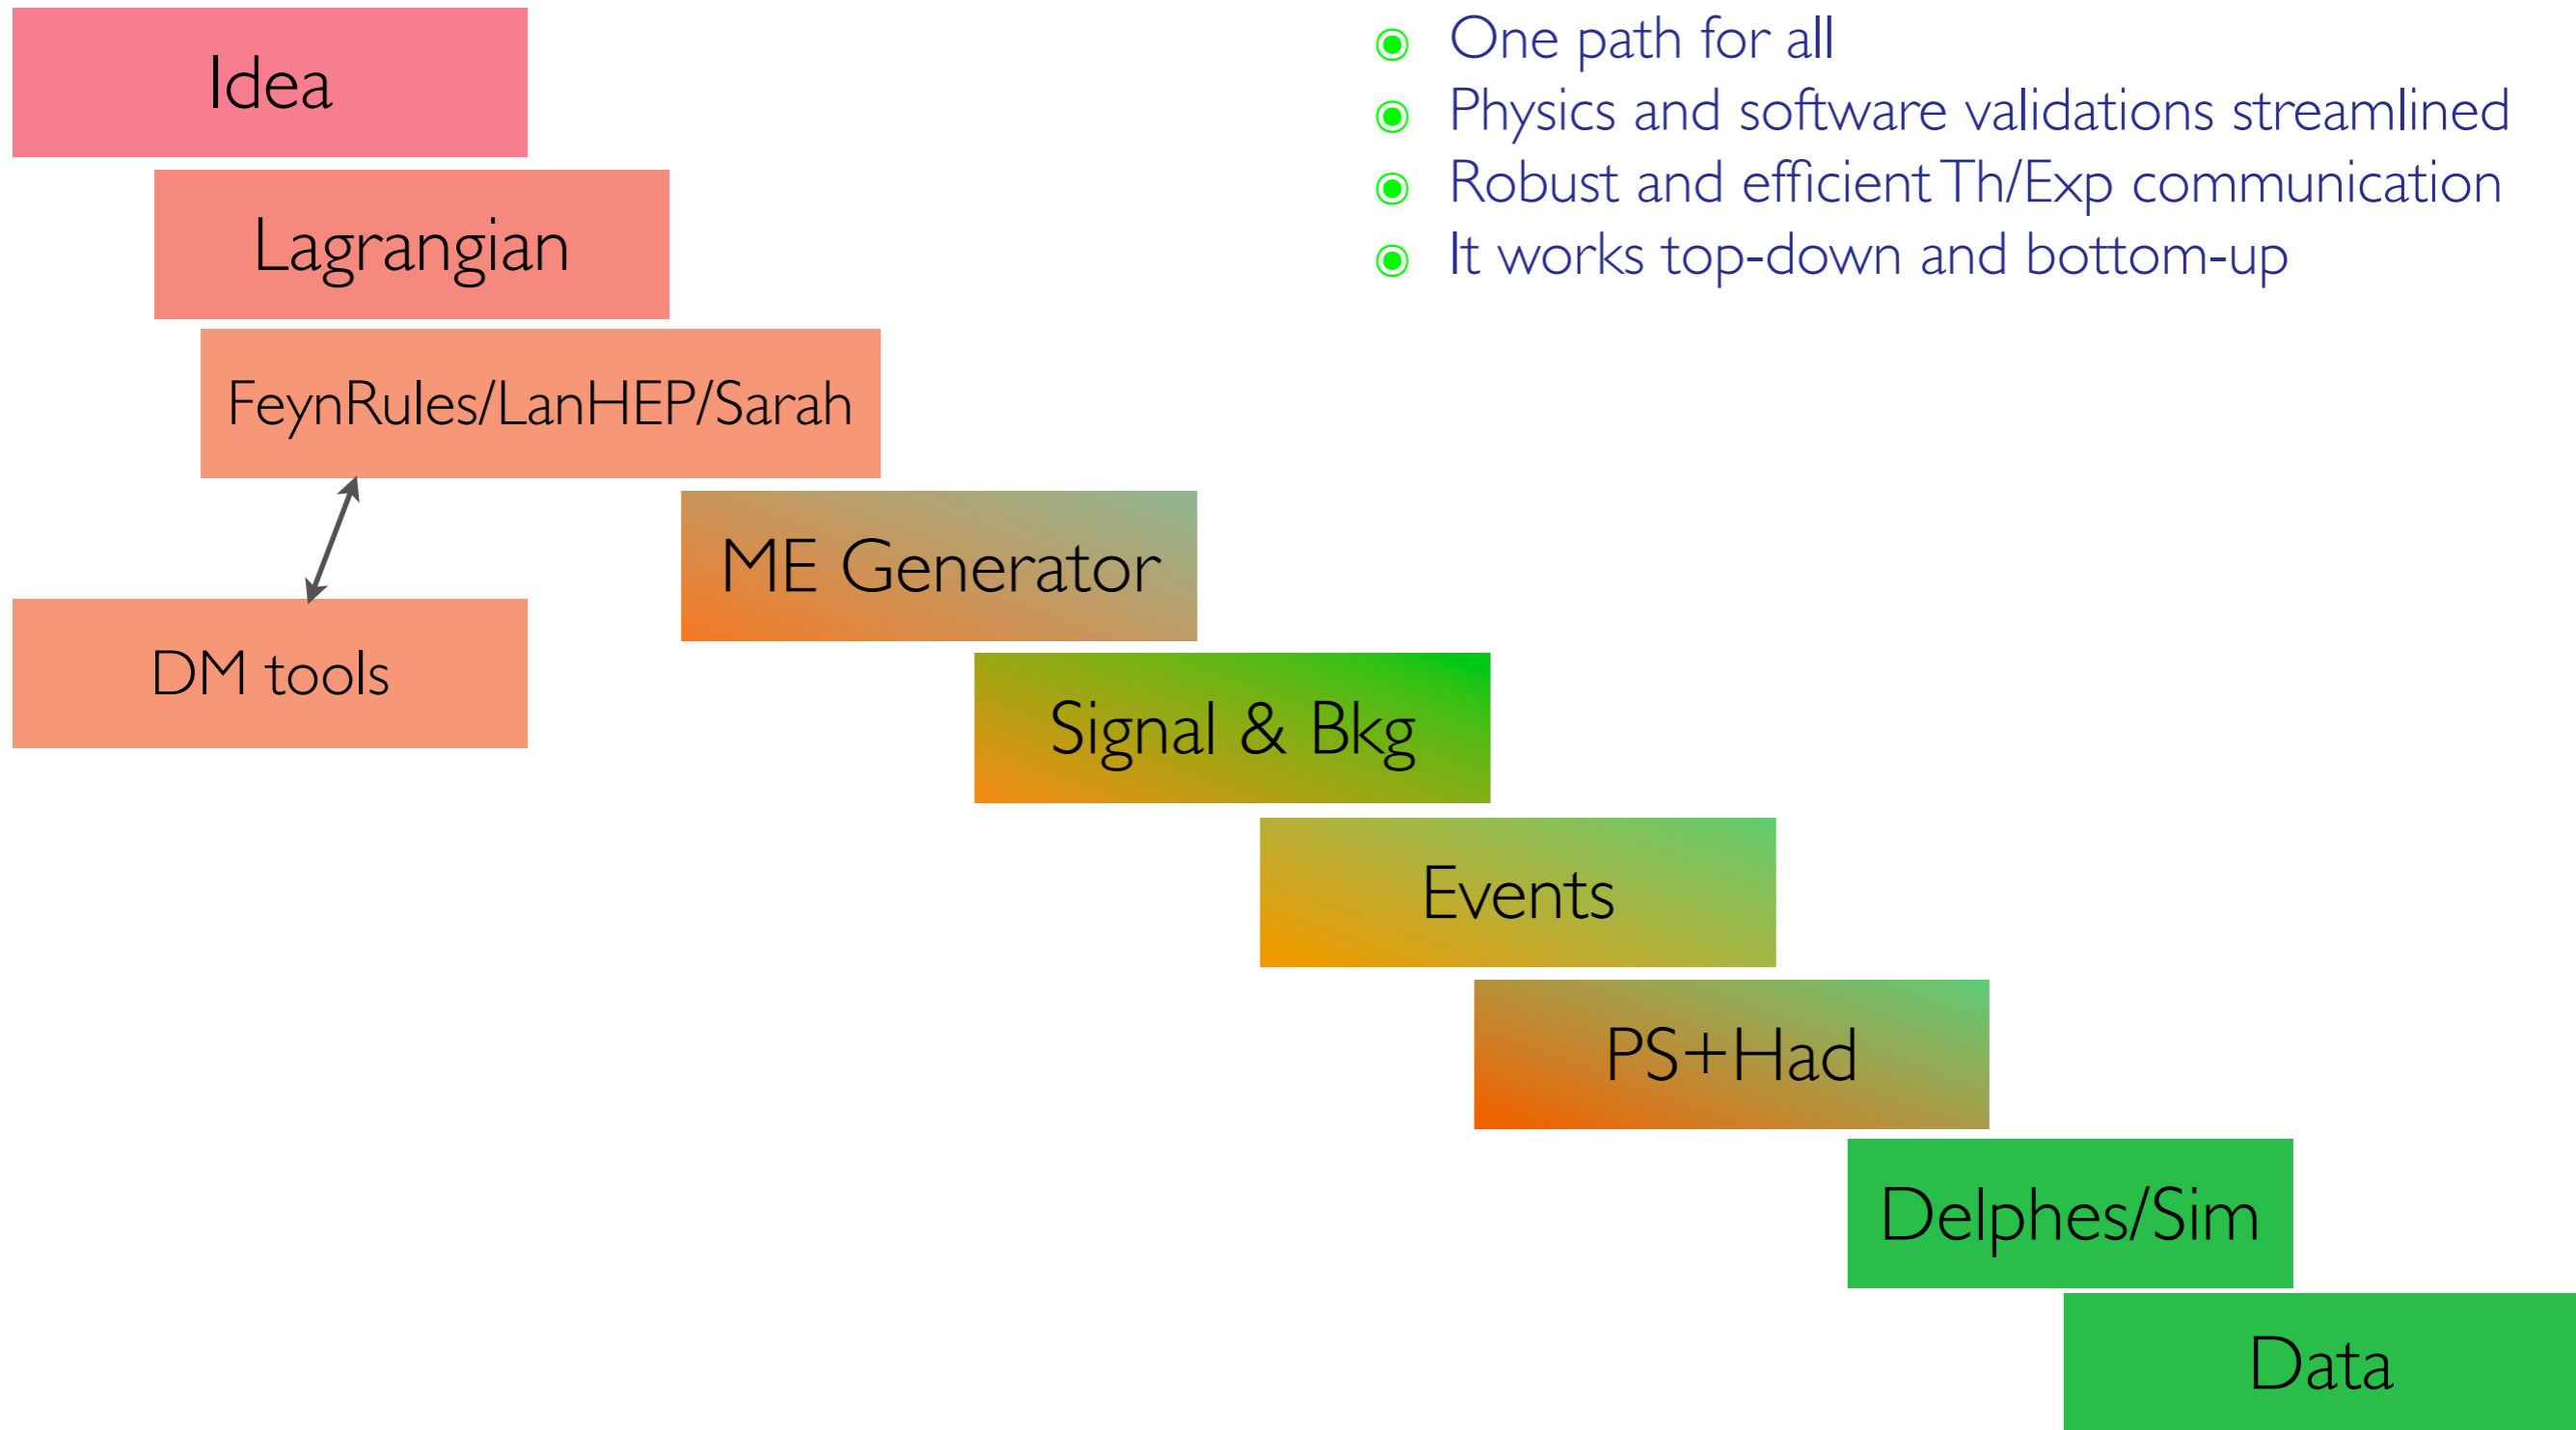 Idea
Lagrangian
FeynRules/LanHEP/Sarah
DM tools
ME Generator
Signal & Bkg
Events
PS+Had
Delphes/Sim
Data
One path for all
Physics and software validations streamlined
Robust and efficient Th/Exp communication
It works top-down and bottom-up